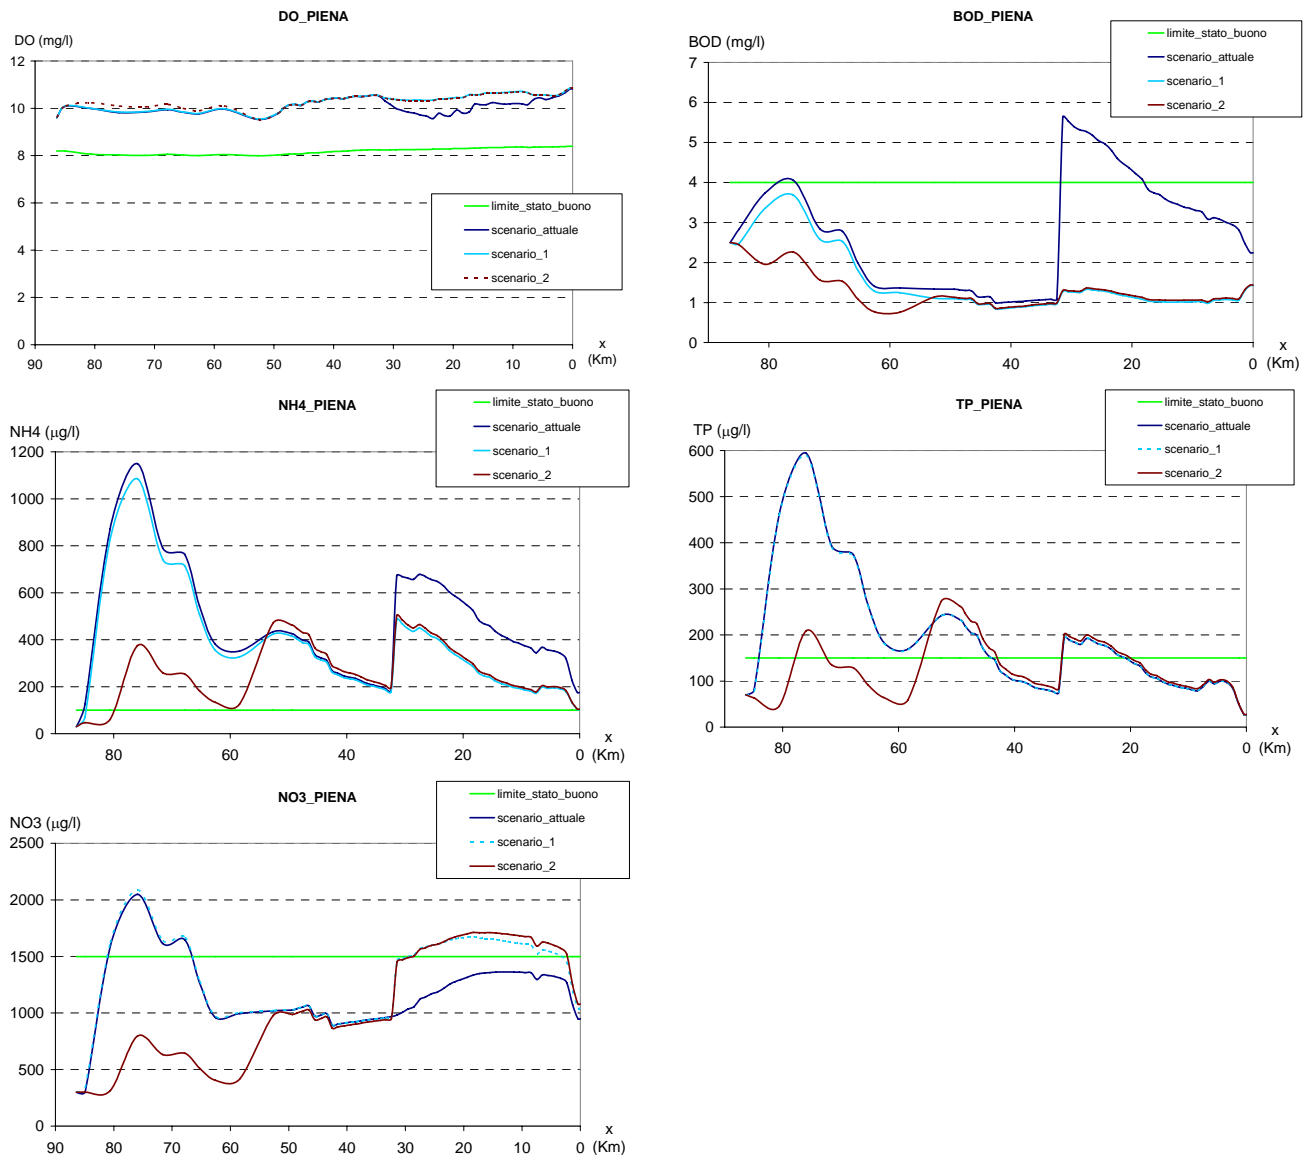 DO_PIENA
DO (mg/l)
12
10
8
6
4
2
0
90 80 70 60 50 40 30 20 10 0
x
(Km)
limite_stato_buono
scenario_attuale
scenario_1
scenario_2
BOD_PIENA
BOD (mg/l)
7
6
5
4
3
2
1
0
80 60 40 20 0
x
(Km)
limite_stato_buono
scenario_attuale
scenario_1
scenario_2
NH4_PIENA
NH4 (μg/l)
1200
1000
800
600
400
200
0
80 60 40 20 0
x
(Km)
limite_stato_buono
scenario_attuale
scenario_1
scenario_2
TP_PIENA
TP (μg/l)
600
500
400
300
200
100
0
80 60 40 20 0
x
(Km)
limite_stato_buono
scenario_attuale
scenario_1
scenario_2
NO3_PIENA
NO3 (μg/l)
2500
2000
1500
1000
500
0
90 80 70 60 50 40 30 20 10 0
x
(Km)
limite_stato_buono
scenario_attuale
scenario_1
scenario_2